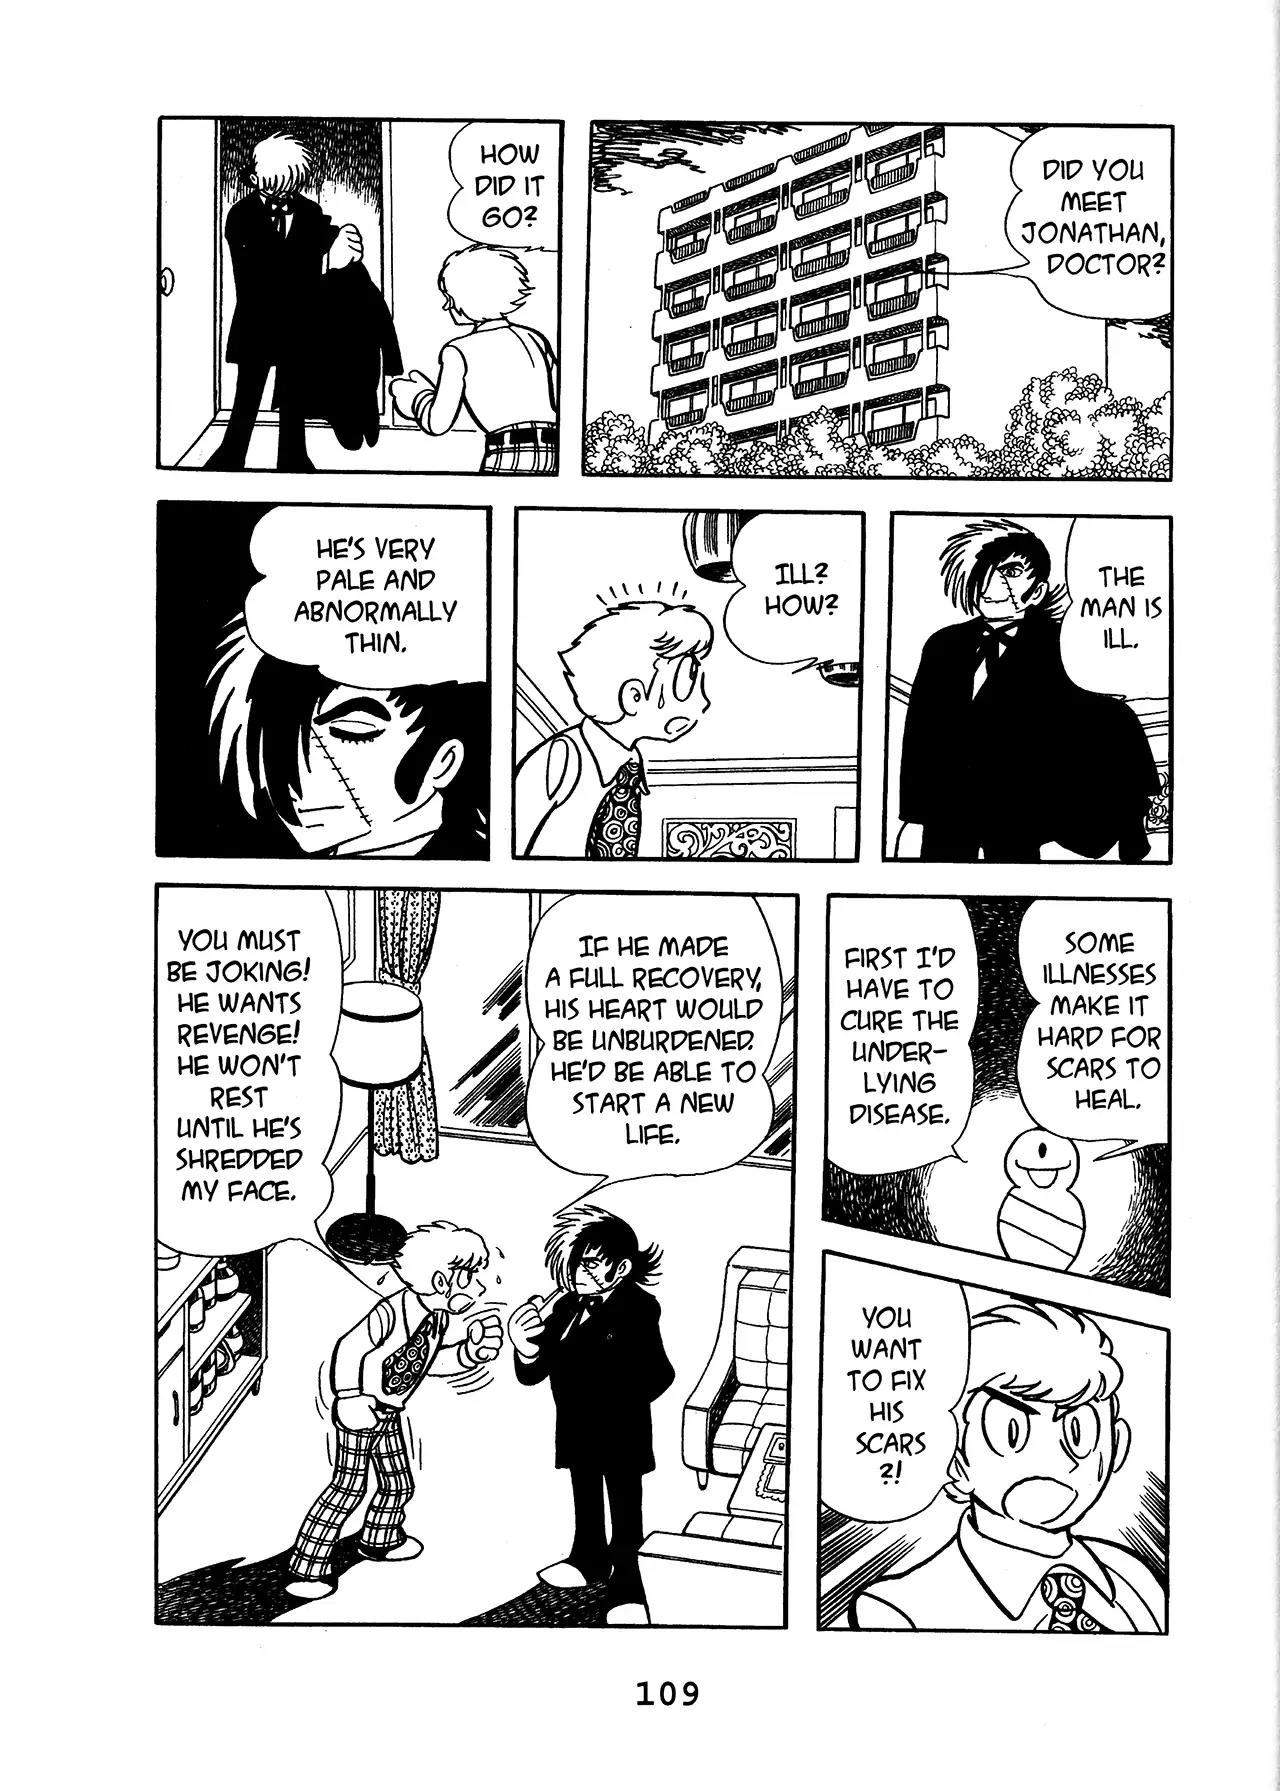 DID YOU
MEET
JONATHAN,
DOCTOR?
HOW
DID IT
GO?
THE
MAN IS
ILL.
ILL?
HOW?
HE'S VERY
PALE AND
ABNORMALLY
THIN.
SOME
ILLNESSES
MAKE IT
HARD FOR
SCARS TO
HEAL.
FIRST I'D
HAVE TO
CURE THE
UNDER-
LYING
DISEASE.
YOU
WANT
TO FIX
HIS
SCARS
?!
IF HE MADE
A FULL RECOVERY,
HIS HEART WOULD
BE UNBURDENED.
HE'D BE ABLE TO
START A NEW
LIFE.
YOU MUST
BE JOKING!
HE WANTS
REVENGE!
HE WON'T
REST
UNTIL HE'S
SHREDDED
MY FACE.
109